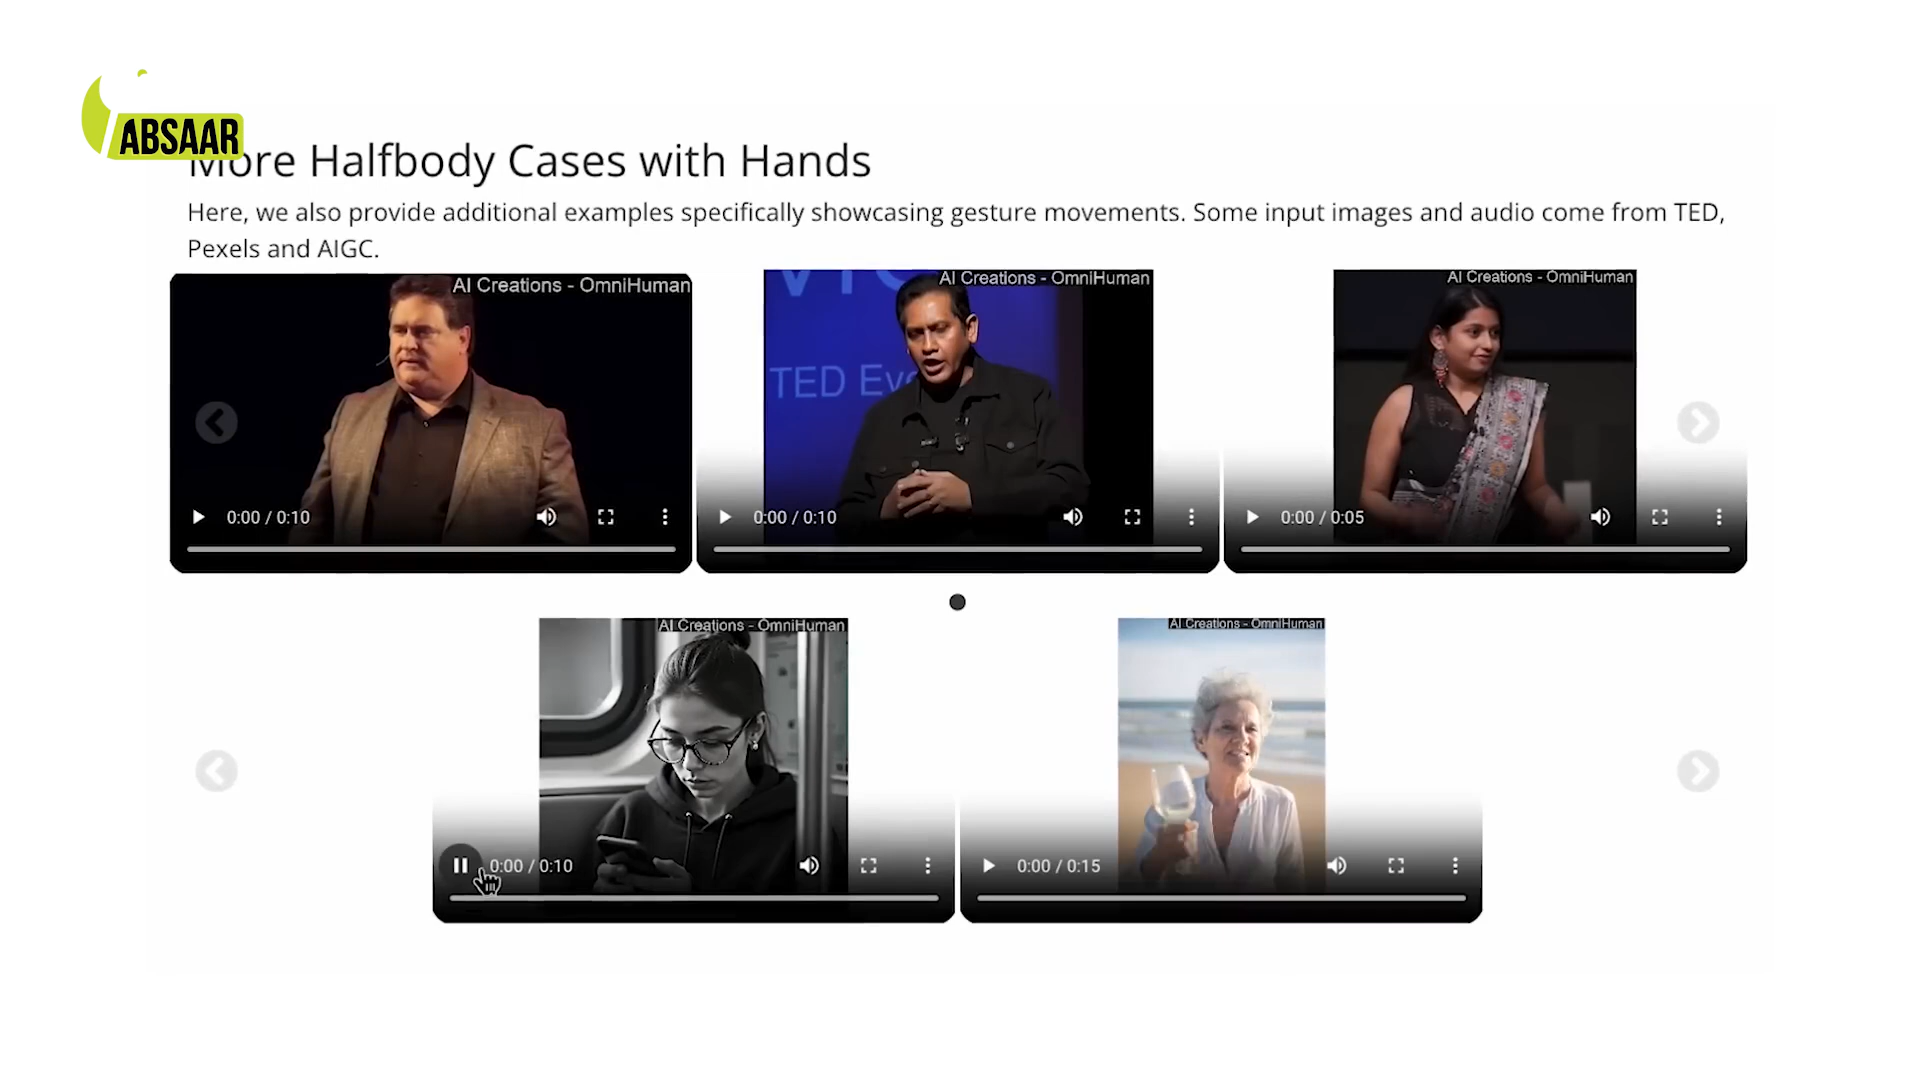 ABSAAR
More Halfbody Cases with Hands
Here, we also provide additional examples specifically showcasing gesture movements. Some input images and audio come from TED,
Pexels and AIGC.
AI Creations - OmniHuman
0:00 / 0:10
AI Creations - OmniHuman
TED Eve
0:00 / 0:10
AI Creations - OmniHuman
0:00 / 0:05
AI Creations - OmniHuman
0:00 / 0:10
AI Creations - OmniHuman
0:00 / 0:15